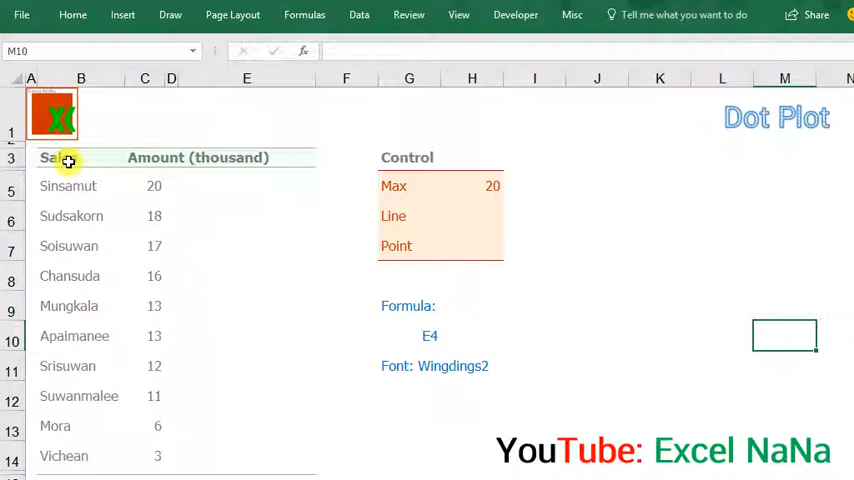 File Home Insert Draw Page Layout Formulas Data Review View Developer Misc Tell me what you want to do Share
M10 fx
A B C D E F G H I J K L M N
1 Dot Plot
2
3 Sales Amount (thousand) Control
5 Sinsamut 20 Max 20
6 Sudsakorn 18 Line
7 Soisuwan 17 Point
8 Chansuda 16
9 Mungkala 13 Formula:
10 Apaimanee 13 E4
11 Srisuwan 12 Font: Wingdings2
12 Suwanmalee 11
13 Mora 6
14 Vichean 3
YouTube: Excel NaNa